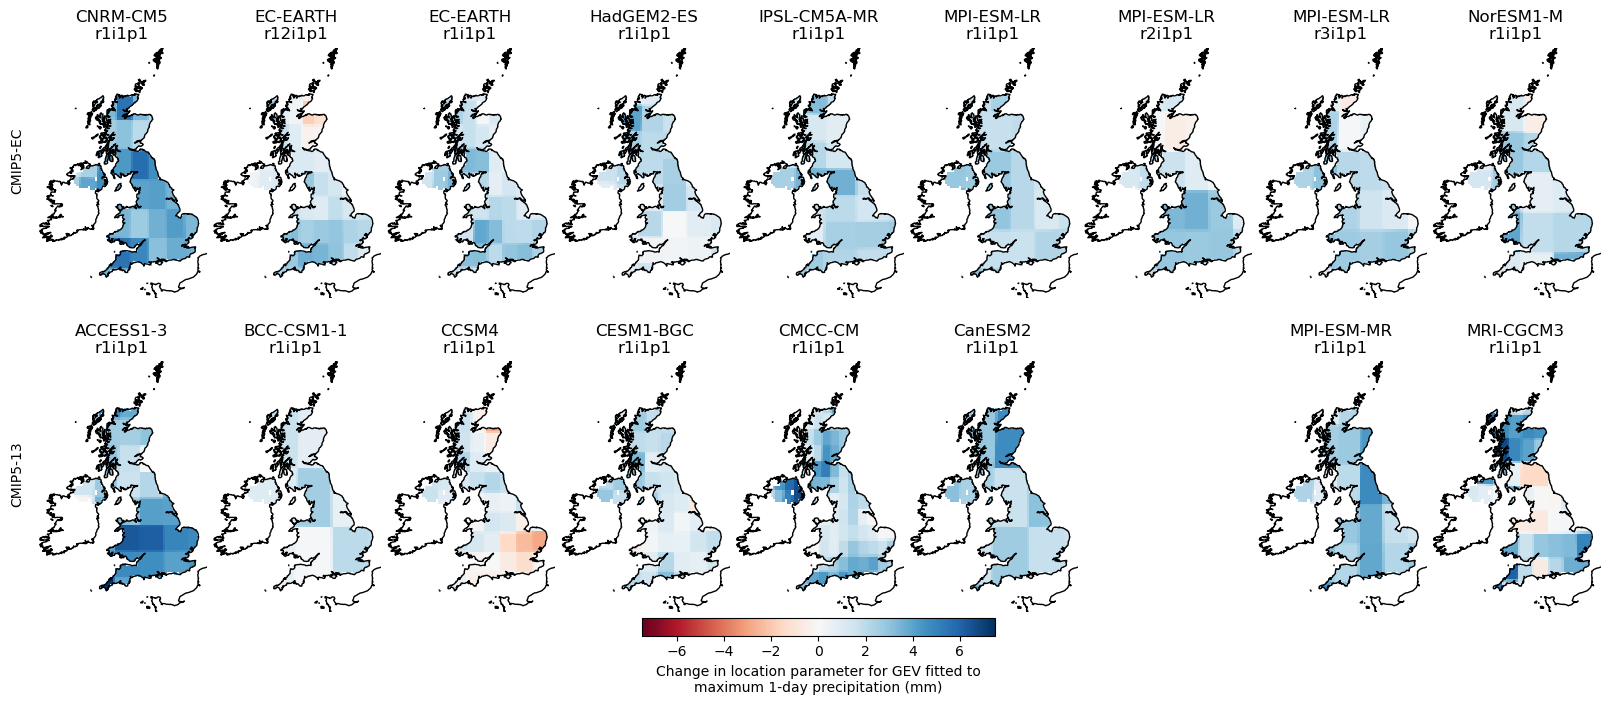 CNRM-CM5
r1i1p1
EC-EARTH
r12i1p1
EC-EARTH
r1i1p1
HadGEM2-ES
r1i1p1
IPSL-CM5A-MR
r1i1p1
MPI-ESM-LR
r1i1p1
MPI-ESM-LR
r2i1p1
MPI-ESM-LR
r3i1p1
NorESM1-M
r1i1p1
CMIP5-EC
ACCESS1-3
r1i1p1
BCC-CSM1-1
r1i1p1
CCSM4
r1i1p1
CESM1-BGC
r1i1p1
CMCC-CM
r1i1p1
CanESM2
r1i1p1
MPI-ESM-MR
r1i1p1
MRI-CGCM3
r1i1p1
CMIP5-13
−6 −4 −2 0 2 4 6
Change in location parameter for GEV fitted to
maximum 1-day precipitation (mm)